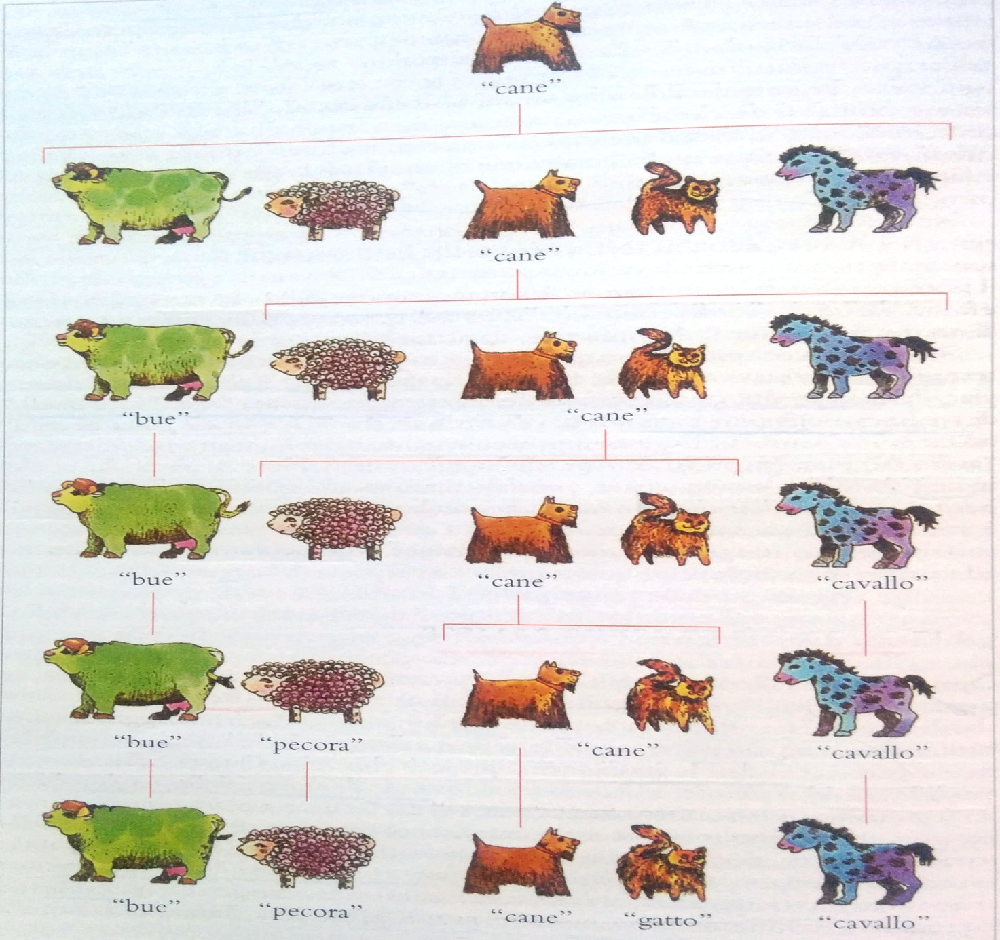 “cane”
“cane”
“bue” “cane”
“bue” “cane” “cavallo”
“bue” “pecora” “cane” “cavallo”
“bue” “pecora” “cane” “gatto” “cavallo”